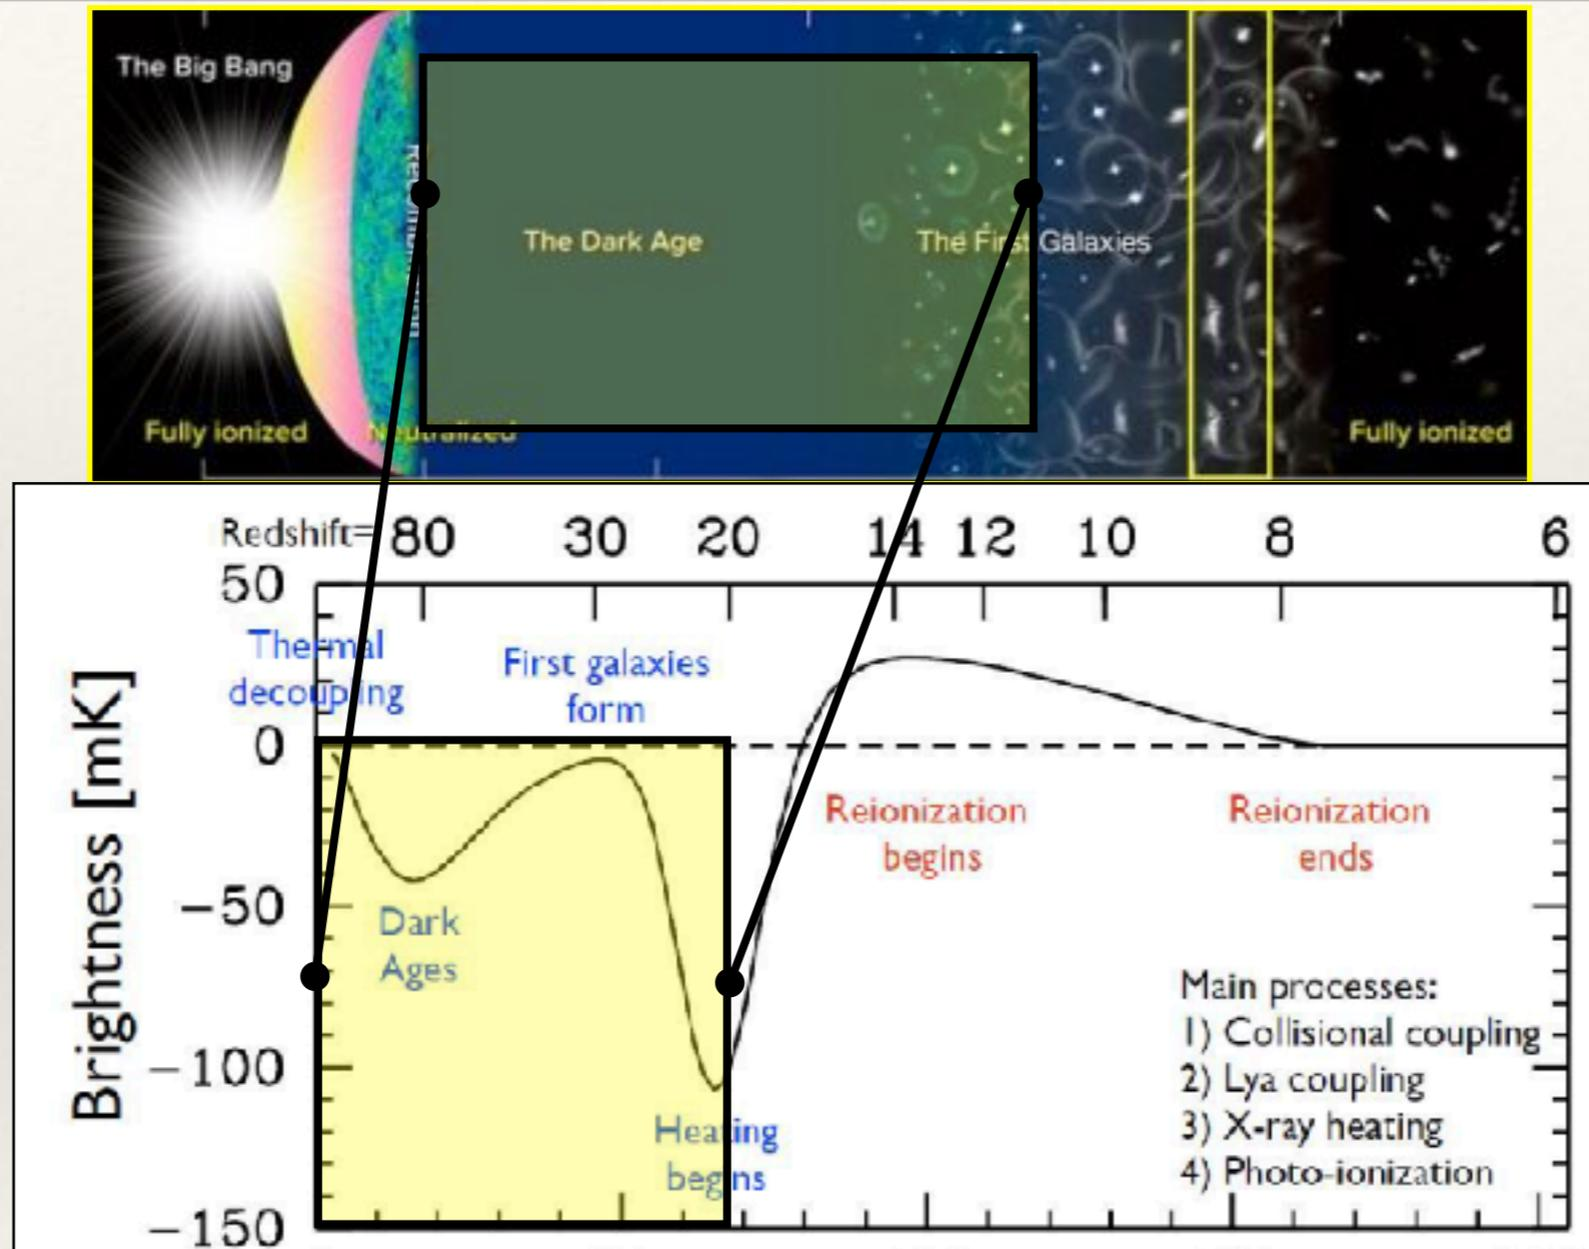 The Big Bang
Recombination
The Dark Age
The First Galaxies
Fully ionized
Neutralized
Fully ionized
Redshift= 80 30 20 14 12 10 8 6
50
Thermal
decoupling
First galaxies
form
0
Reionization
begins
Reionization
ends
-50
Dark
Ages
Brightness [mK]
Main processes:
1) Collisional coupling
2) Lya coupling
3) X-ray heating
4) Photo-ionization
-100
Heating
begins
-150